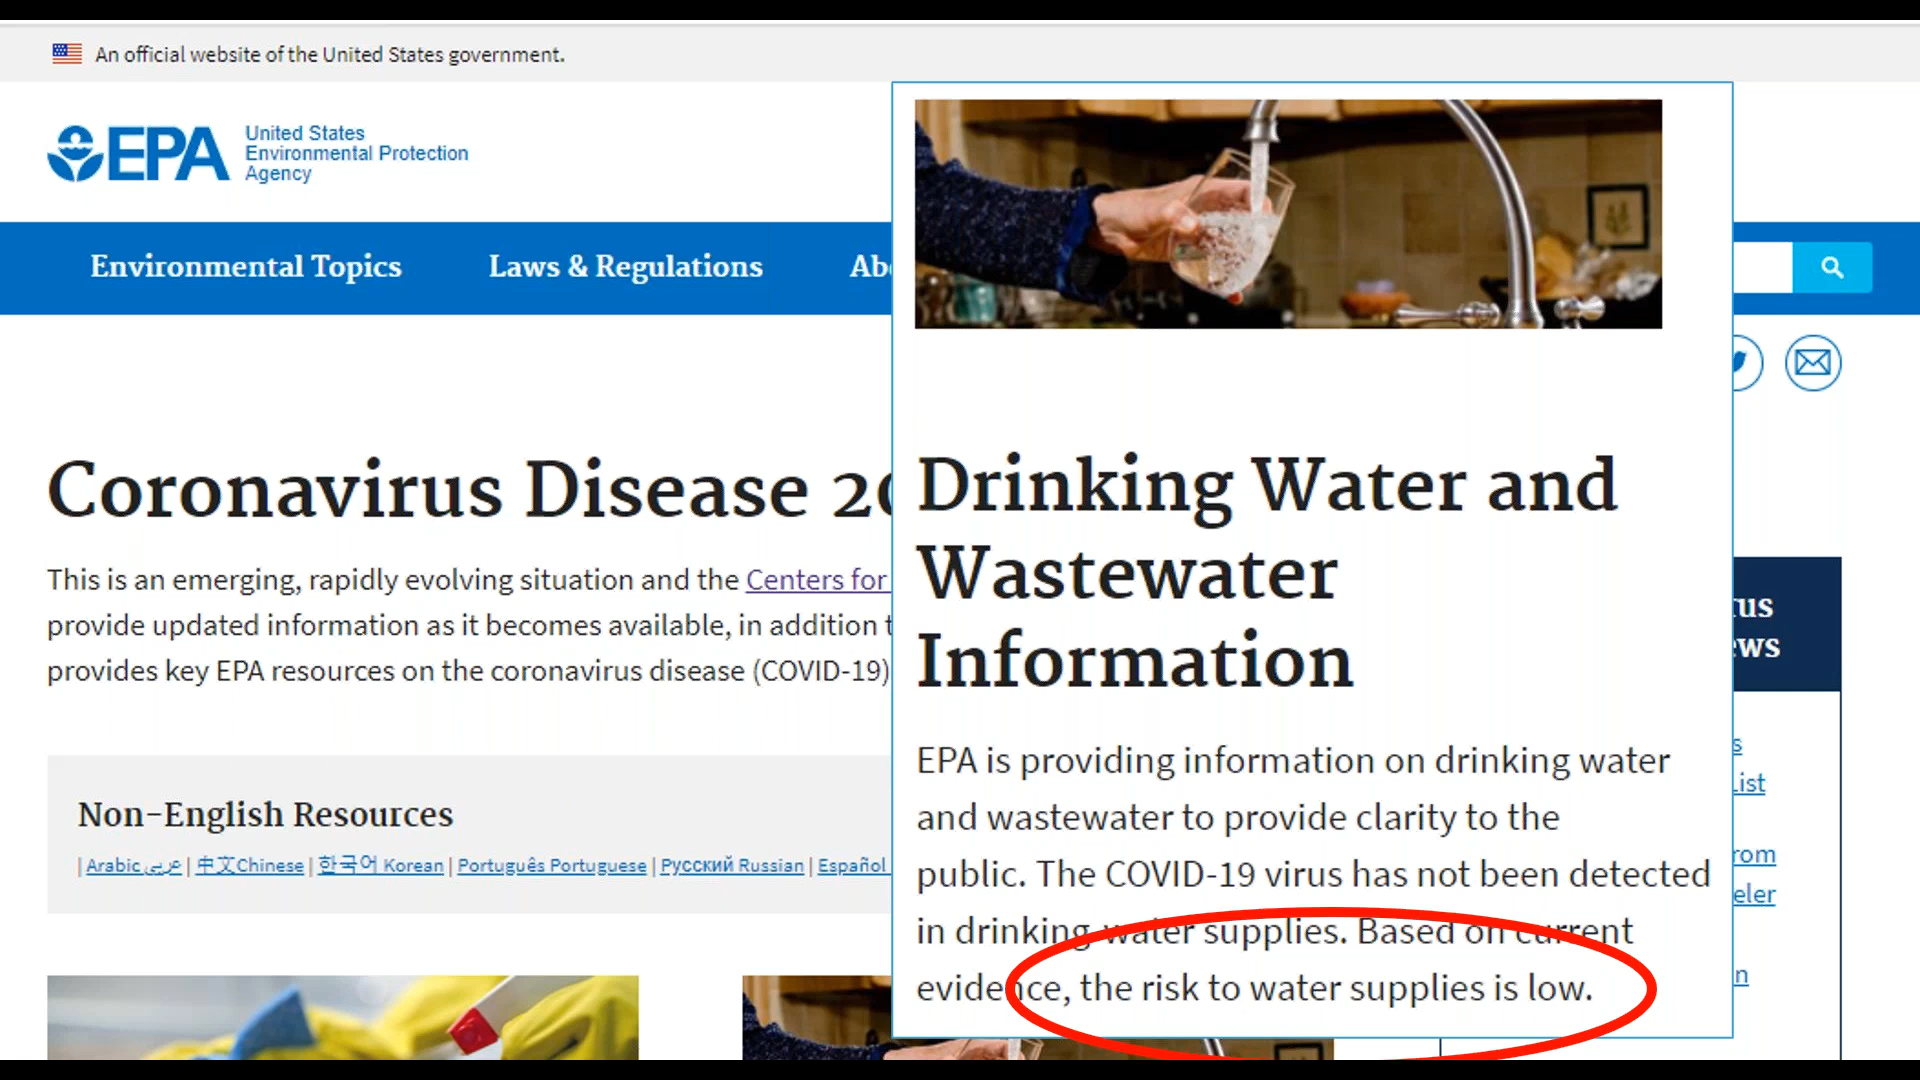 An official website of the United States government.
EPA
United States
Environmental Protection
Agency
Environmental Topics
Laws & Regulations
Coronavirus Disease
This is an emerging, rapidly evolving situation and the Centers for
provide updated information as it becomes available, in addition
provides key EPA resources on the coronavirus disease (COVID-19)
Non-English Resources
| Arabic عربي | 中文Chinese | 한국어 Korean | Português Portuguese | Русский Russian | Español
Drinking Water and
Wastewater
Information
EPA is providing information on drinking water
and wastewater to provide clarity to the
public. The COVID-19 virus has not been detected
in drinking-water supplies. Based on current
evidence, the risk to water supplies is low.